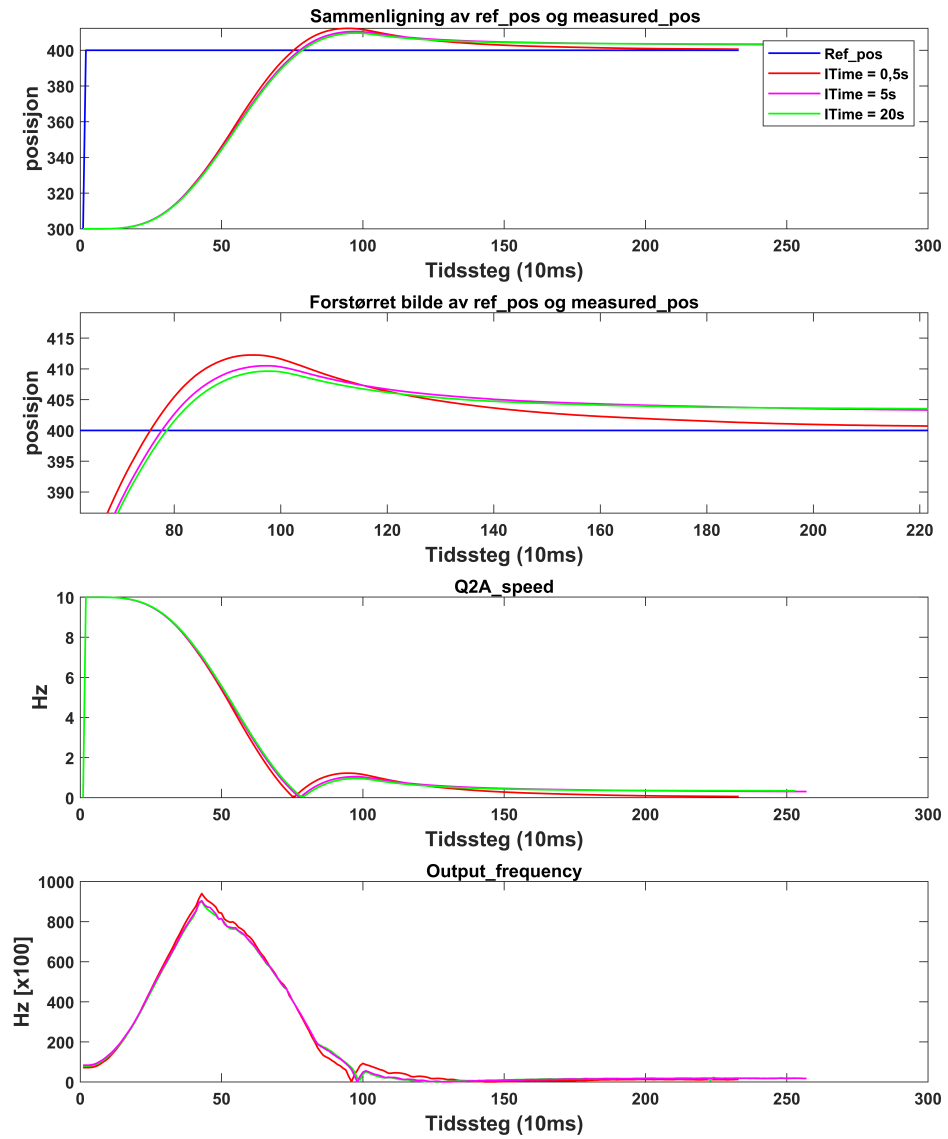 Sammenligning av ref_pos og measured_pos
posisjon
400
380
360
340
320
300
Ref_pos
ITime = 0,5s
ITime = 5s
ITime = 20s
0 50 100 150 200 250 300
Tidssteg (10ms)
Forstørret bilde av ref_pos og measured_pos
posisjon
415
410
405
400
395
390
80 100 120 140 160 180 200 220
Tidssteg (10ms)
Q2A_speed
Hz
10
8
6
4
2
0
0 50 100 150 200 250 300
Tidssteg (10ms)
Output_frequency
Hz [x100]
1000
800
600
400
200
0
0 50 100 150 200 250 300
Tidssteg (10ms)